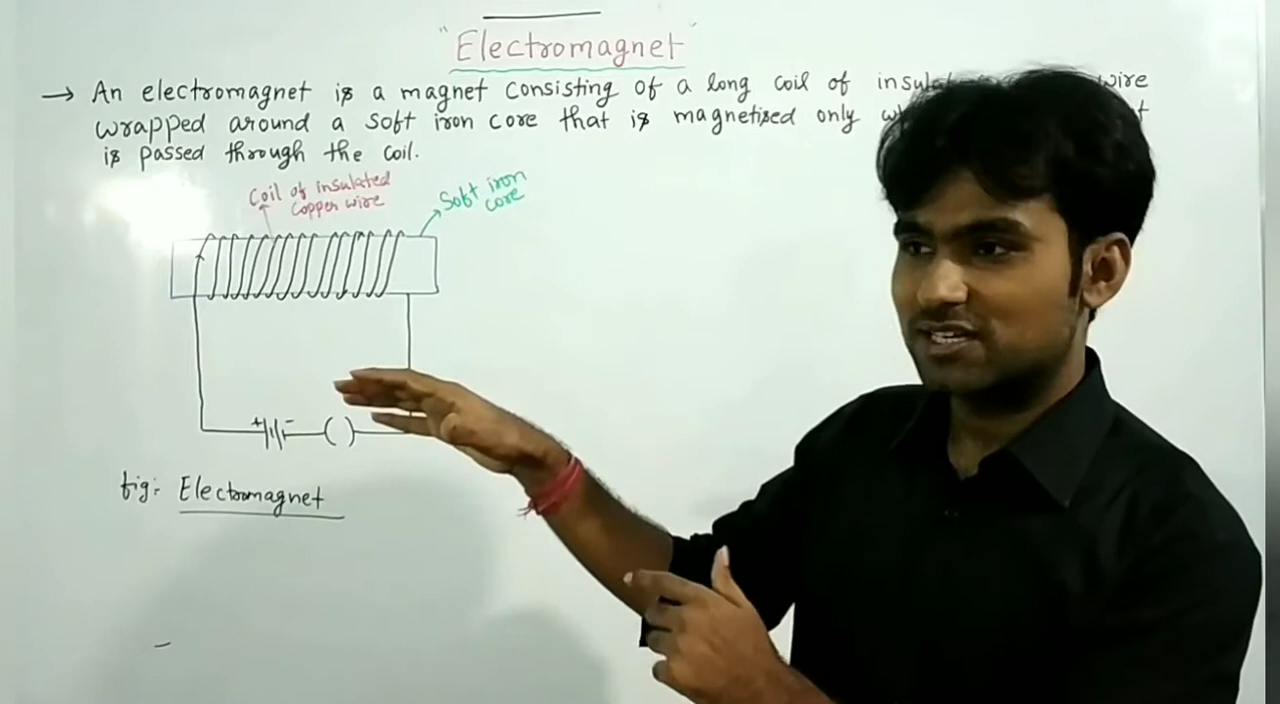 "Electromagnet"
→ An electromagnet is a magnet consisting of a long coil of wire
wrapped around a soft iron core that is magnetised only
is passed through the coil.
Coil of insulated
Copper wire
Soft iron
core
+ -
( )
fig: Electromagnet